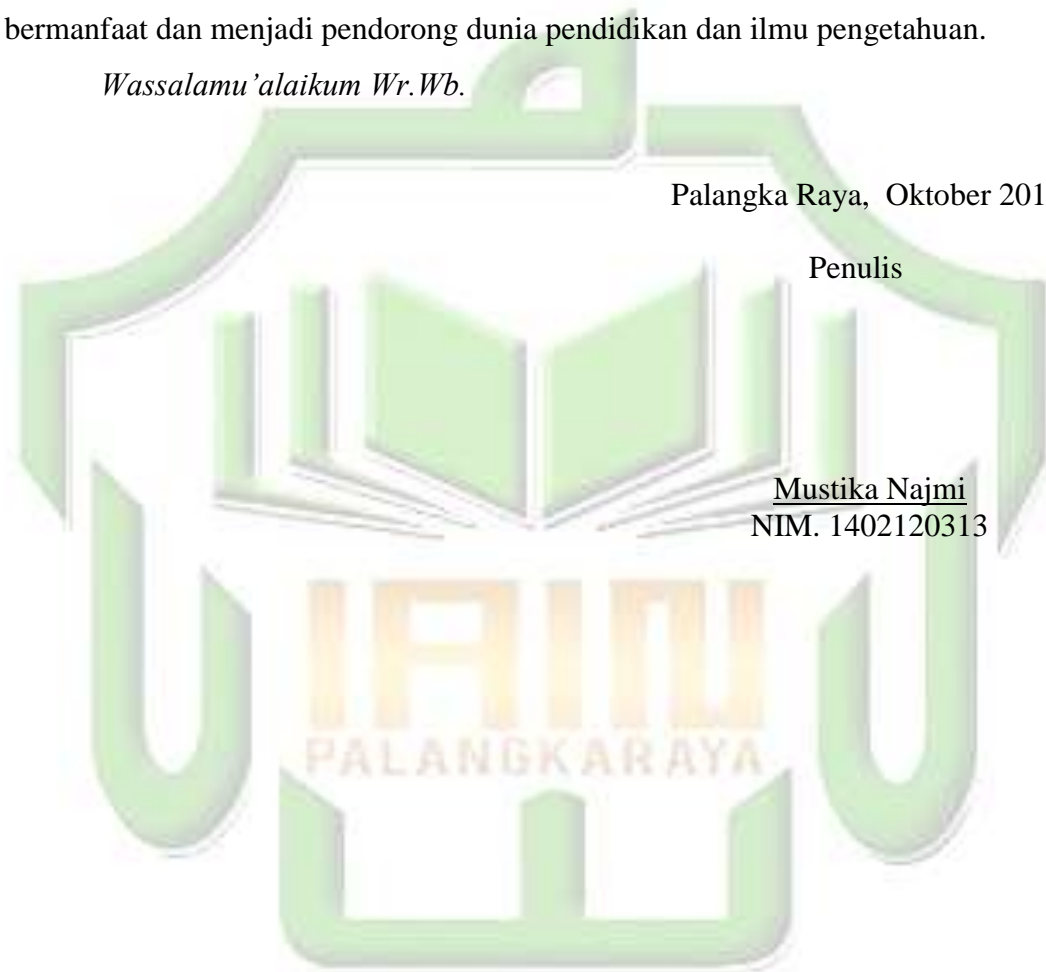 bermanfaat dan menjadi pendorong dunia pendidikan dan ilmu pengetahuan.
Wassalamu’alaikum Wr.Wb.
Palangka Raya,  Oktober 201
Penulis
Mustika Najmi
NIM. 1402120313
IAIN
PALANGKARAYA